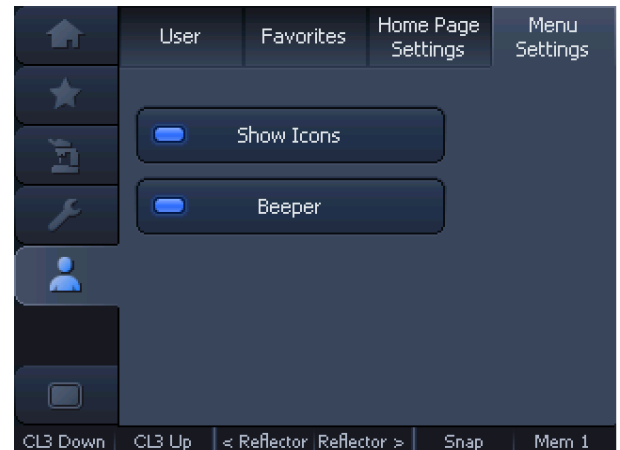 User
Favorites
Home Page
Settings
Menu
Settings
Show Icons
Beeper
CL3 Down
CL3 Up
< Reflector
Reflector >
Snap
Mem 1